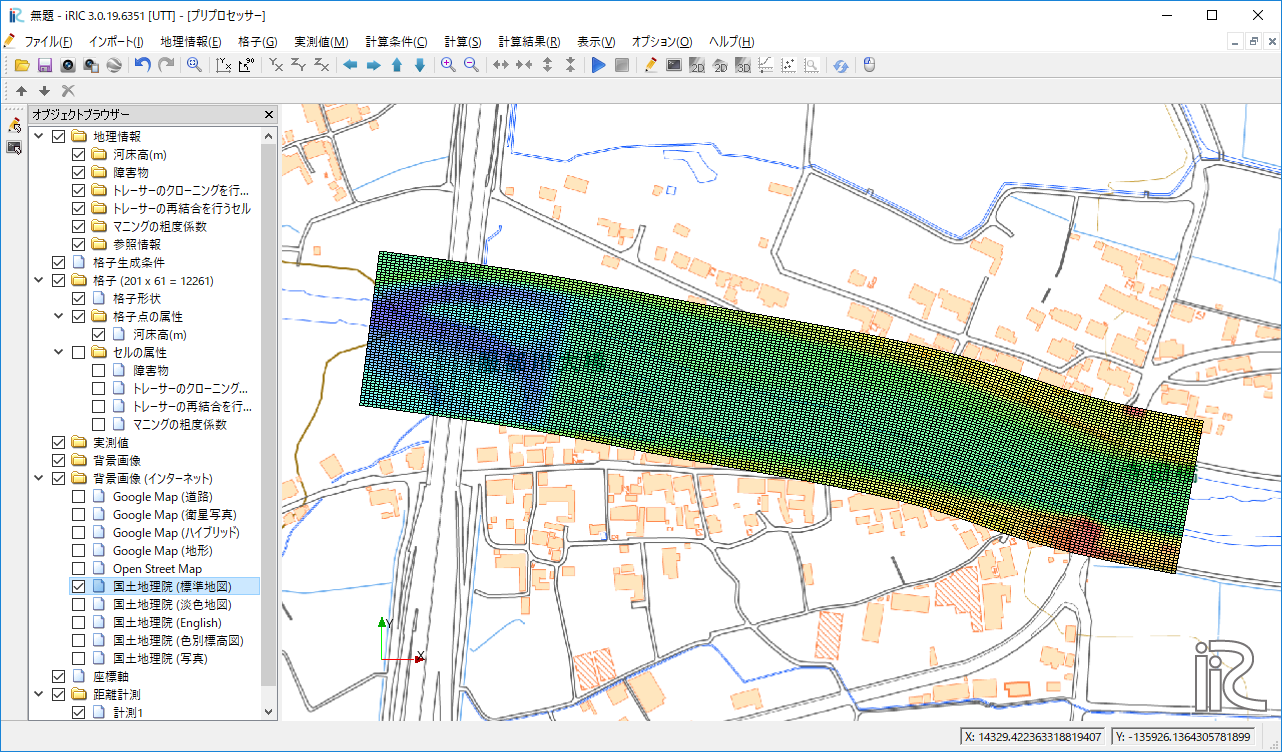 無題 - iRIC 3.0.19.6351 [UTT] - [プリプロセッサー]
ファイル(F) インポート(I) 地理情報(E) 格子(G) 実測値(M) 計算条件(C) 計算(S) 計算結果(R) 表示(V) オプション(O) ヘルプ(H)
オブジェクトブラウザー
地理情報
河床高(m)
障害物
トレーサーのクローニングを行...
トレーサーの再結合を行うセル
マニングの粗度係数
参照情報
格子生成条件
格子 (201 x 61 = 12261)
格子形状
格子点の属性
河床高(m)
セルの属性
障害物
トレーサーのクローニング...
トレーサーの再結合を行...
マニングの粗度係数
実測値
背景画像
背景画像 (インターネット)
Google Map (道路)
Google Map (衛星写真)
Google Map (ハイブリッド)
Google Map (地形)
Open Street Map
国土地理院 (標準地図)
国土地理院 (淡色地図)
国土地理院 (English)
国土地理院 (色別標高図)
国土地理院 (写真)
座標軸
距離計測
計測1
Y
X
iRIC
X: 14329.422363318819407
Y: -135926.1364305781899